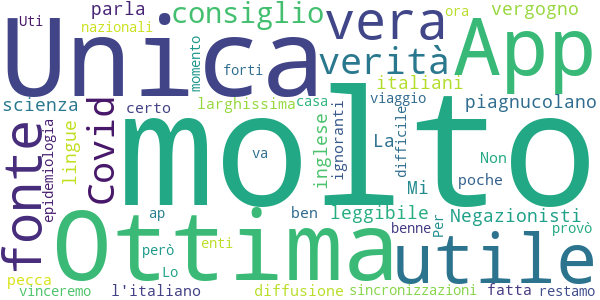 Uti parla consiglio vera ora vergogno
nazionali
Unica momento forti verità App
italiani
scienza Covid certo larghissima casa viaggio piagnucolano
fonte epidemiologia lingue molto inglese ignoranti La difficile
va Non
Mi poche
ap Ottima ben leggibile Per Negazionisti
però benne provò
Lo enti utile
pecca
vinceremo l'italiano diffusione sincronizzazioni fatta restamo